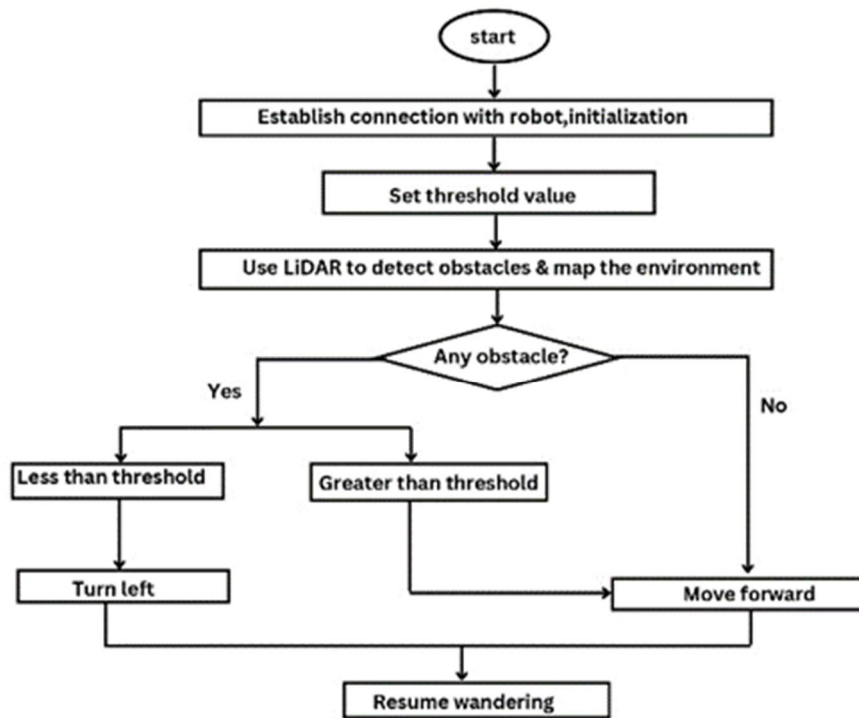 start
Establish connection with robot,initialization
Set threshold value
Use LiDAR to detect obstacles & map the environment
Any obstacle?
Yes
No
Less than threshold
Greater than threshold
Turn left
Move forward
Resume wandering